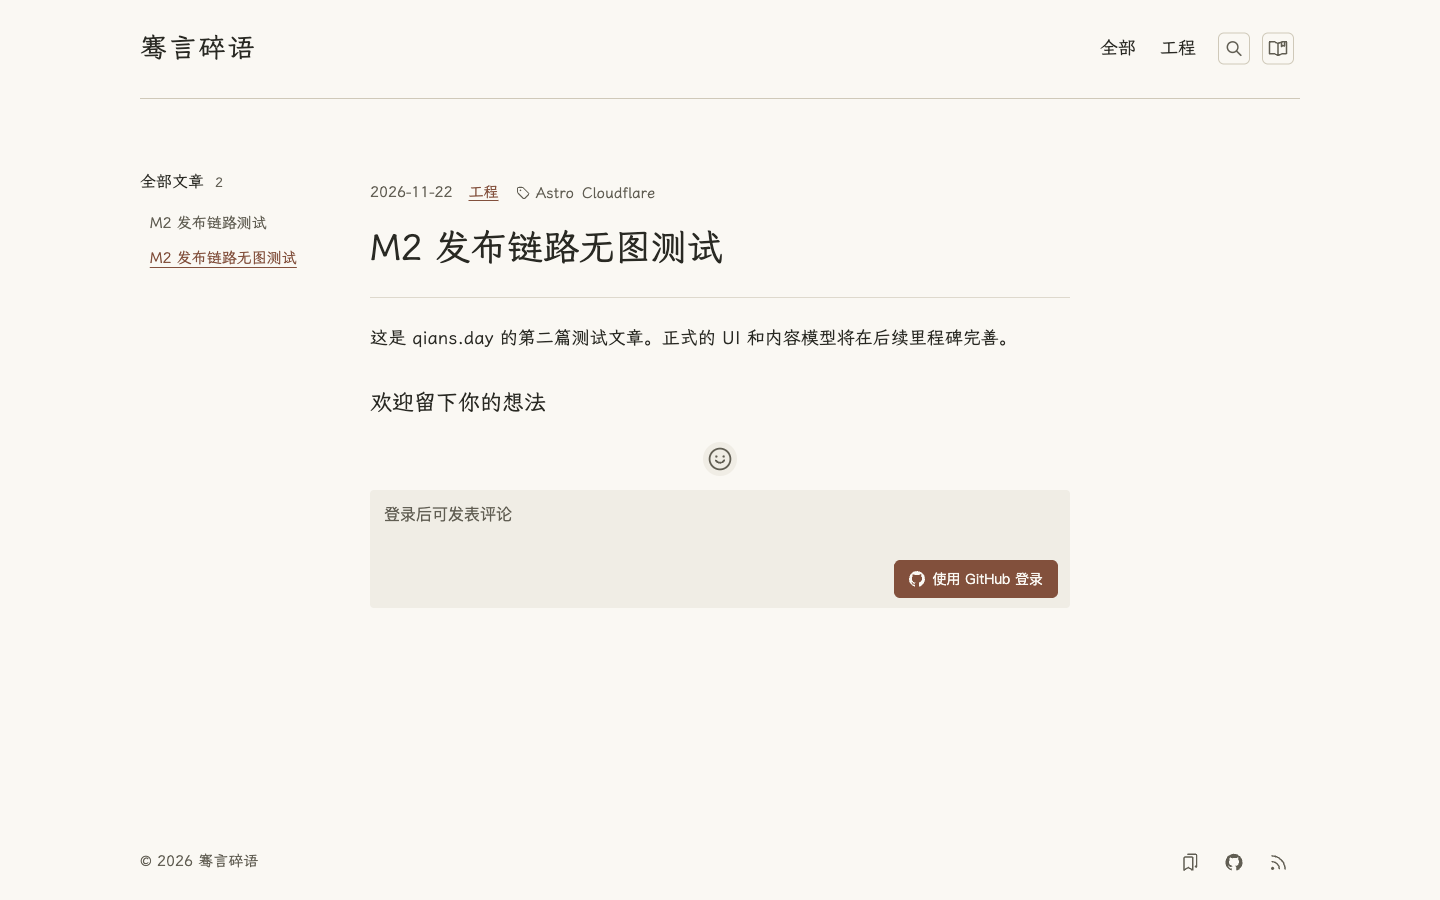 骞言碎语
全部 工程
全部文章 2
M2 发布链路测试
M2 发布链路无图测试
2026-11-22 工程 Astro Cloudflare
M2 发布链路无图测试
这是 qians.day 的第二篇测试文章。正式的 UI 和内容模型将在后续里程碑完善。
欢迎留下你的想法
登录后可发表评论
使用 GitHub 登录
© 2026 骞言碎语